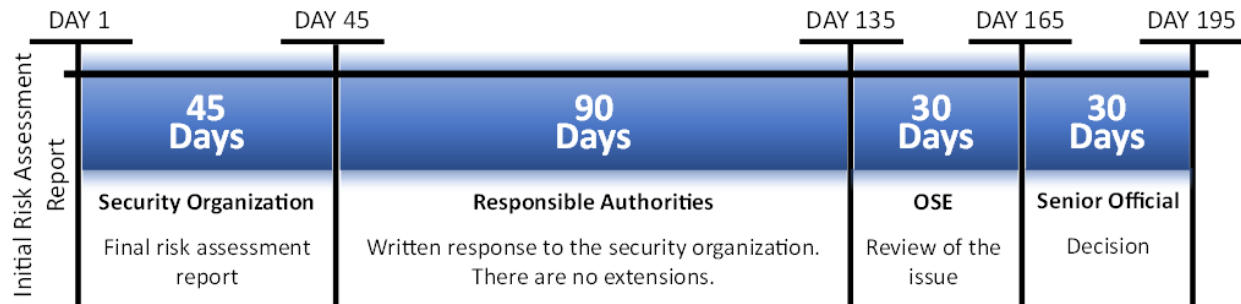 DAY 1
DAY 45
DAY 135
DAY 165
DAY 195
Initial Risk Assessment
Report
45
Days
90
Days
30
Days
30
Days
Security Organization
Final risk assessment
report
Responsible Authorities
Written response to the security organization.
There are no extensions.
OSE
Review of the
issue
Senior Official
Decision